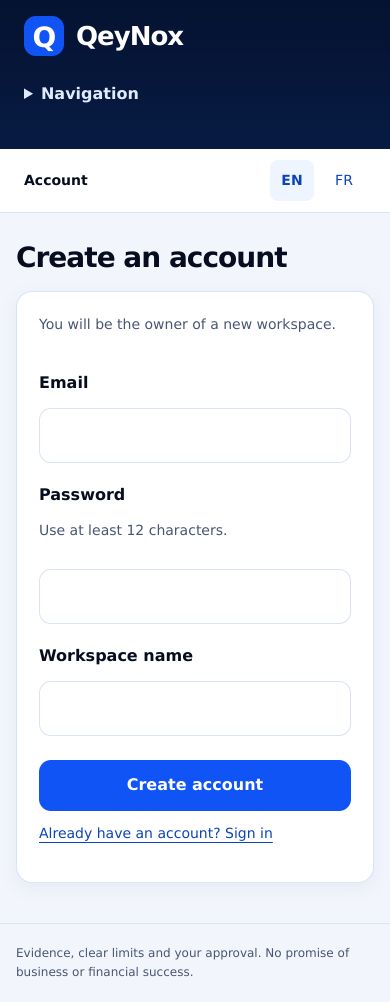 Q QeyNox
Navigation
Account EN FR
Create an account
You will be the owner of a new workspace.
Email
Password
Use at least 12 characters.
Workspace name
Create account
Already have an account? Sign in
Evidence, clear limits and your approval. No promise of
business or financial success.